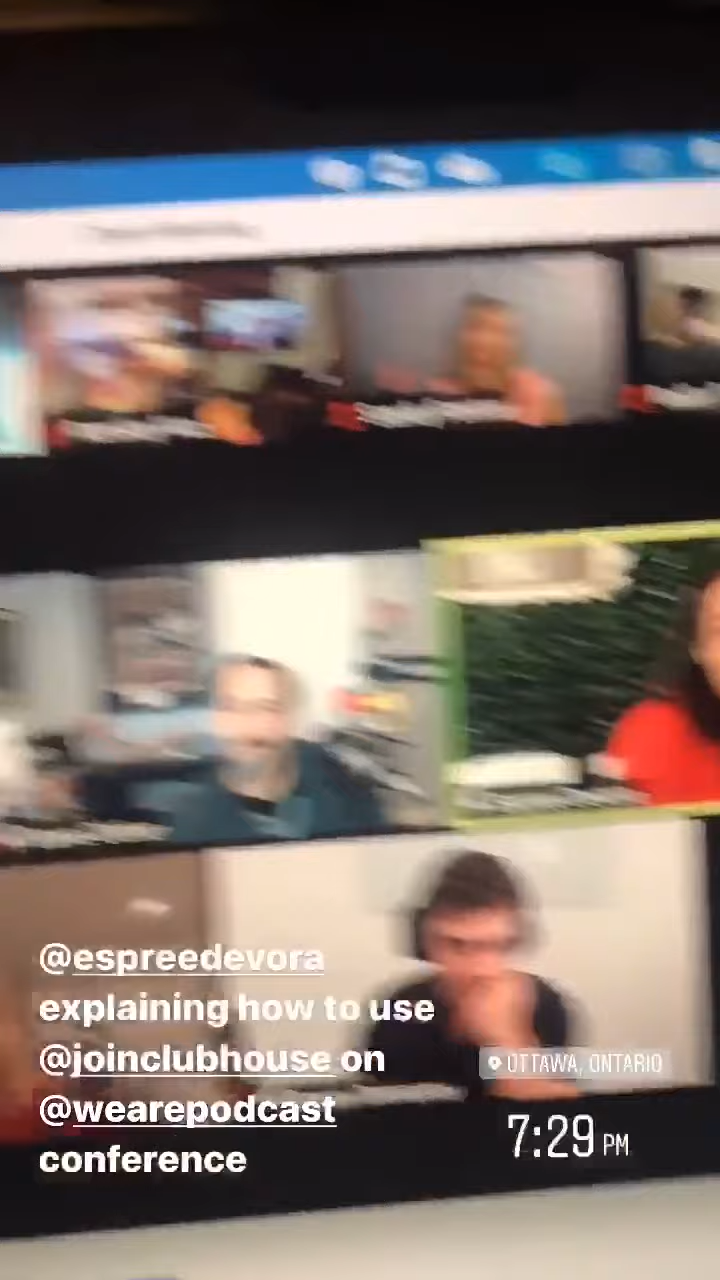 @espreedevora
explaining how to use
@joinclubhouse on
@wearepodcast
conference
OTTAWA, ONTARIO
7:29 PM